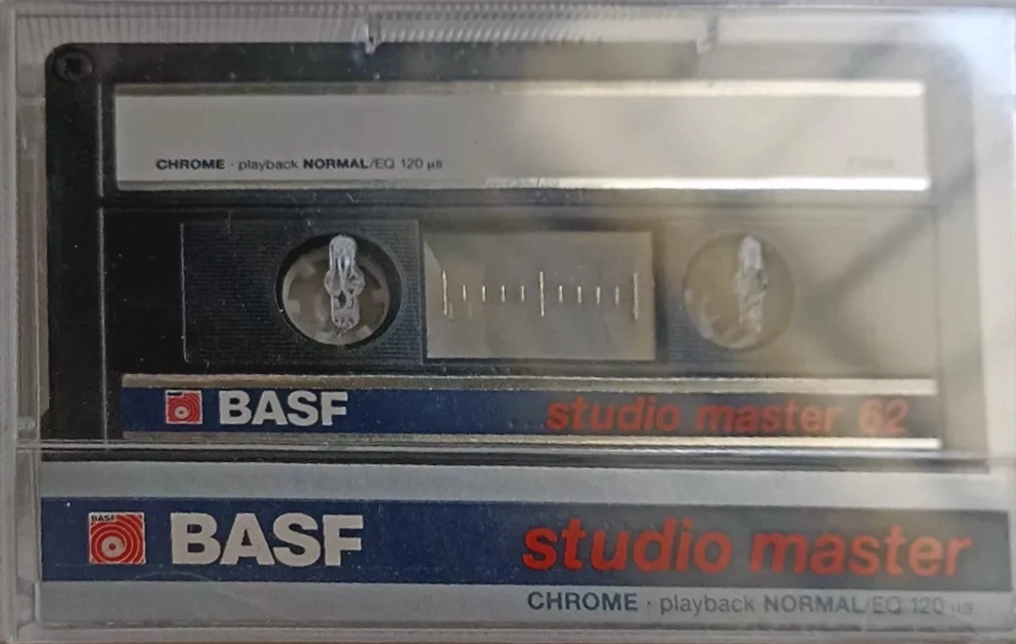 CHROME · playback NORMAL/EQ 120 µs
BASF studio master 62
BASF BASF studio master
CHROME · playback NORMAL/EQ 120 µs